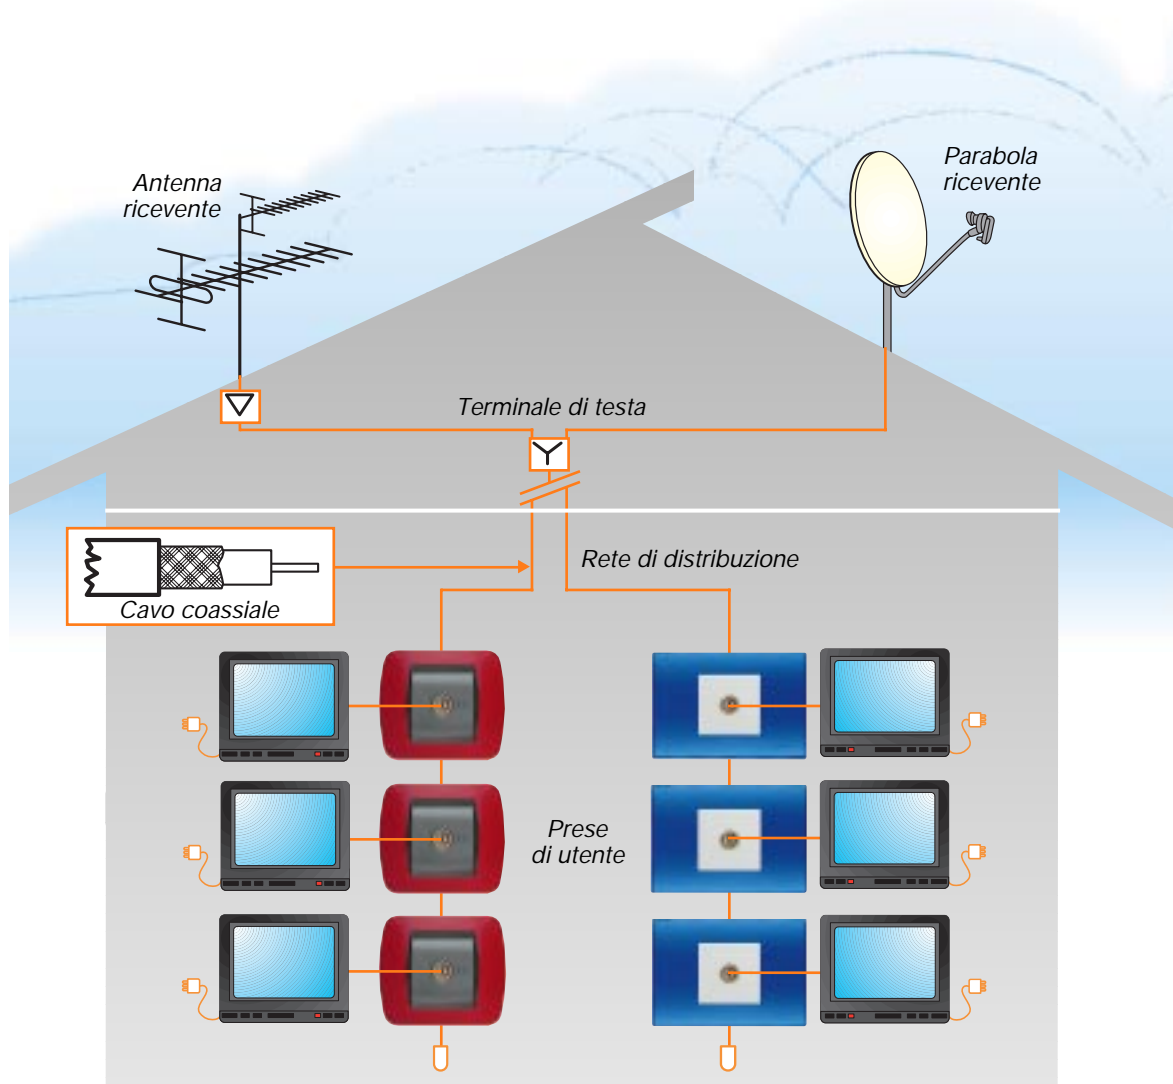 Antenna
ricevente
Parabola
ricevente
Terminale di testa
Rete di distribuzione
Cavo coassiale
Prese
di utente